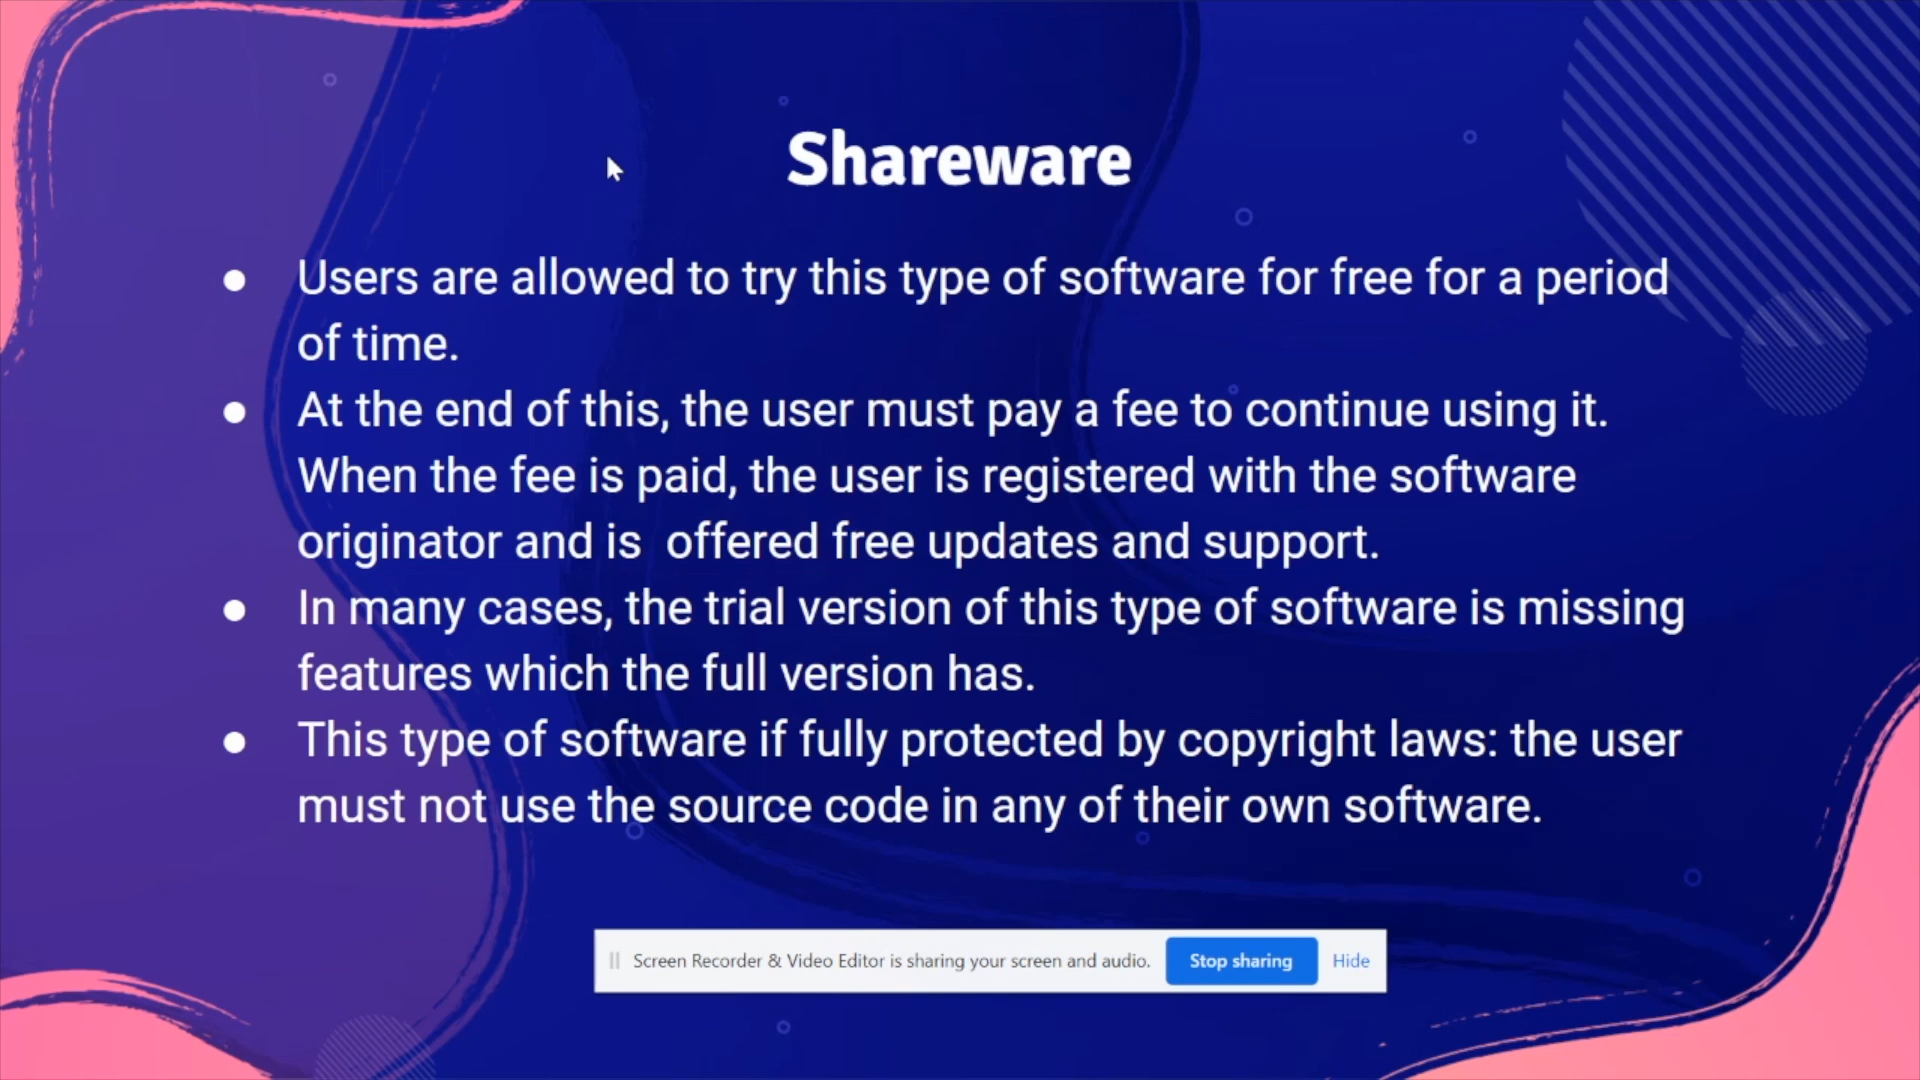 Shareware
● Users are allowed to try this type of software for free for a period
of time.
● At the end of this, the user must pay a fee to continue using it.
When the fee is paid, the user is registered with the software
originator and is  offered free updates and support.
● In many cases, the trial version of this type of software is missing
features which the full version has.
● This type of software if fully protected by copyright laws: the user
must not use the source code in any of their own software.
Screen Recorder & Video Editor is sharing your screen and audio. Stop sharing Hide